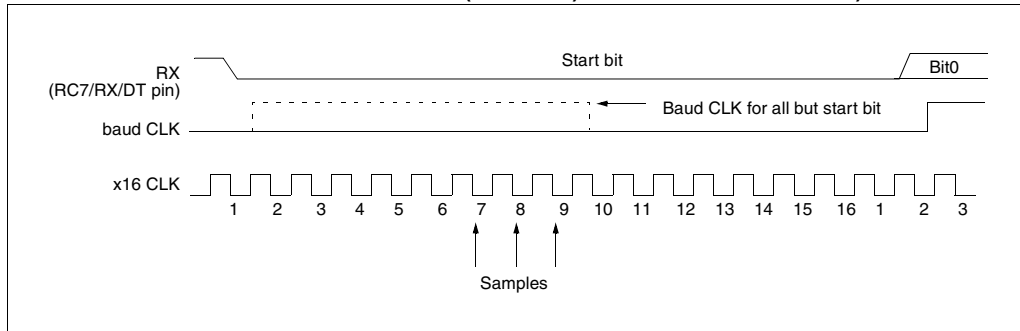 Start bit
RX
(RC7/RX/DT pin)
Bit0
Baud CLK for all but start bit
baud CLK
x16 CLK
1 2 3 4 5 6 7 8 9 10 11 12 13 14 15 16 1 2 3
Samples